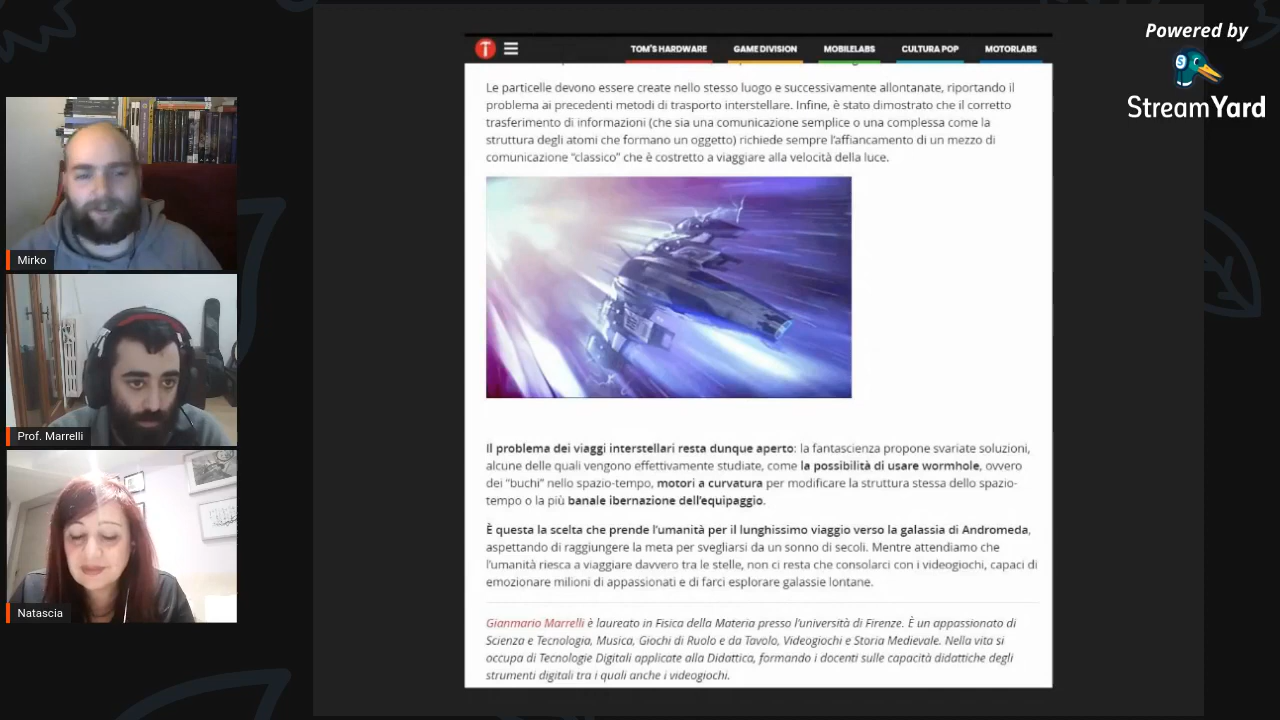 Powered by
StreamYard
TOM'S HARDWARE GAME DIVISION MOBILELABS CULTURA POP MOTORLABS
Le particelle devono essere create nello stesso luogo e successivamente allontanate, riportando il
problema ai precedenti metodi di trasporto interstellare. Infine, è stato dimostrato che il corretto
trasferimento di informazioni (che sia una comunicazione semplice o una complessa come la
struttura degli atomi che formano un oggetto) richiede sempre l'affiancamento di un mezzo di
comunicazione "classico" che è costretto a viaggiare alla velocità della luce.
Il problema dei viaggi interstellari resta dunque aperto: la fantascienza propone svariate soluzioni,
alcune delle quali vengono effettivamente studiate, come la possibilità di usare wormhole, ovvero
dei "buchi" nello spazio-tempo, motori a curvatura per modificare la struttura stessa dello spazio-
tempo o la più banale ibernazione dell'equipaggio.
È questa la scelta che prende l'umanità per il lunghissimo viaggio verso la galassia di Andromeda,
aspettando di raggiungere la meta per svegliarsi da un sonno di secoli. Mentre attendiamo che
l'umanità riesca a viaggiare davvero tra le stelle, non ci resta che consolarci con i videogiochi, capaci di
emozionare milioni di appassionati e di farci esplorare galassie lontane.
Gianmario Marrelli è laureato in Fisica della Materia presso l'università di Firenze. È un appassionato di
Scienza e Tecnologia, Musica, Giochi di Ruolo e da Tavolo, Videogiochi e Storia Medievale. Nella vita si
occupa di Tecnologie Digitali applicate alla Didattica, formando i docenti sulle capacità didattiche degli
strumenti digitali tra i quali anche i videogiochi.
Mirko
Prof. Marrelli
Natascia